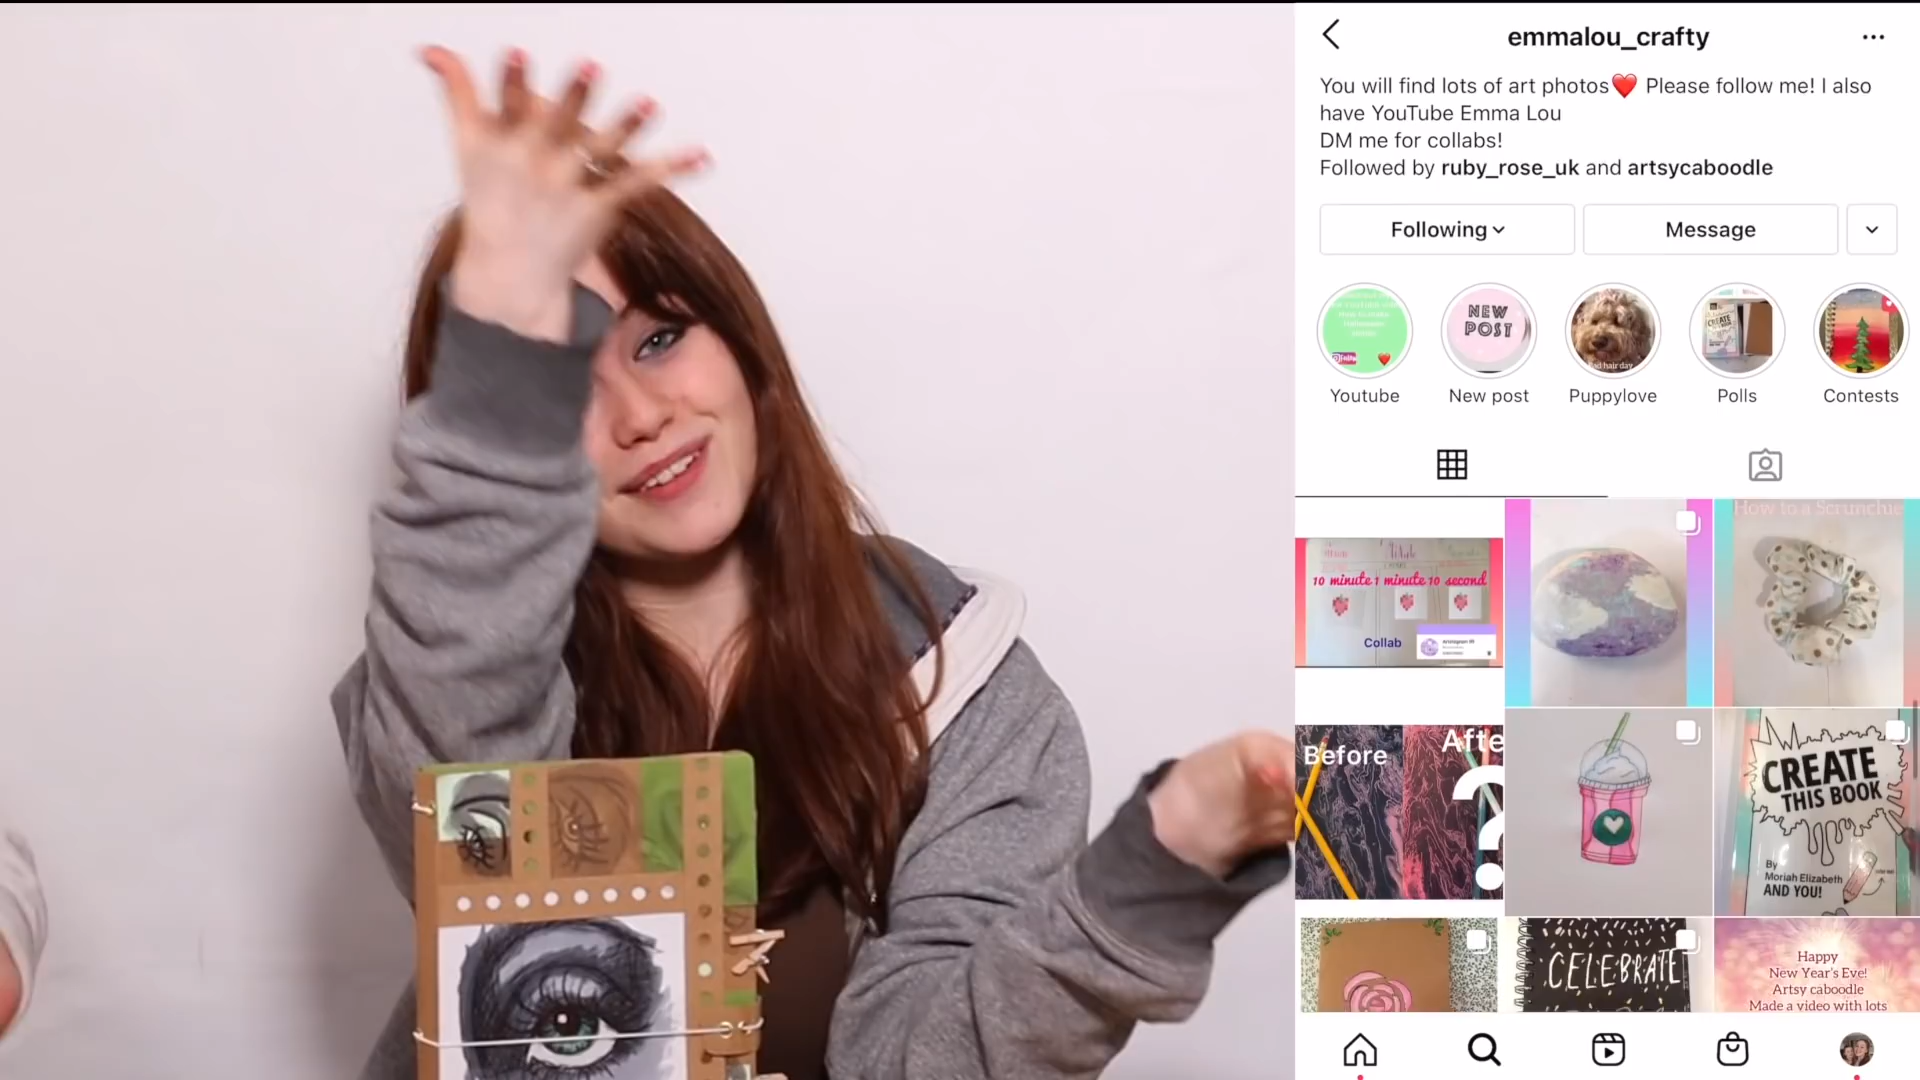 emmalou_crafty
You will find lots of art photos❤️ Please follow me! I also
have YouTube Emma Lou
DM me for collabs!
Followed by ruby_rose_uk and artsycaboodle
Following
Message
NEW
POST
Youtube
New post
Puppylove
Polls
Contests
How to a Scrunchie
10 minute 1 minute 10 second
Collab
Before
Afte
?
CREATE
THIS BOOK
By
Moriah Elizabeth
AND YOU!
CELEBRATE
Happy
New Year's Eve!
Artsy caboodle
Made a video with lots